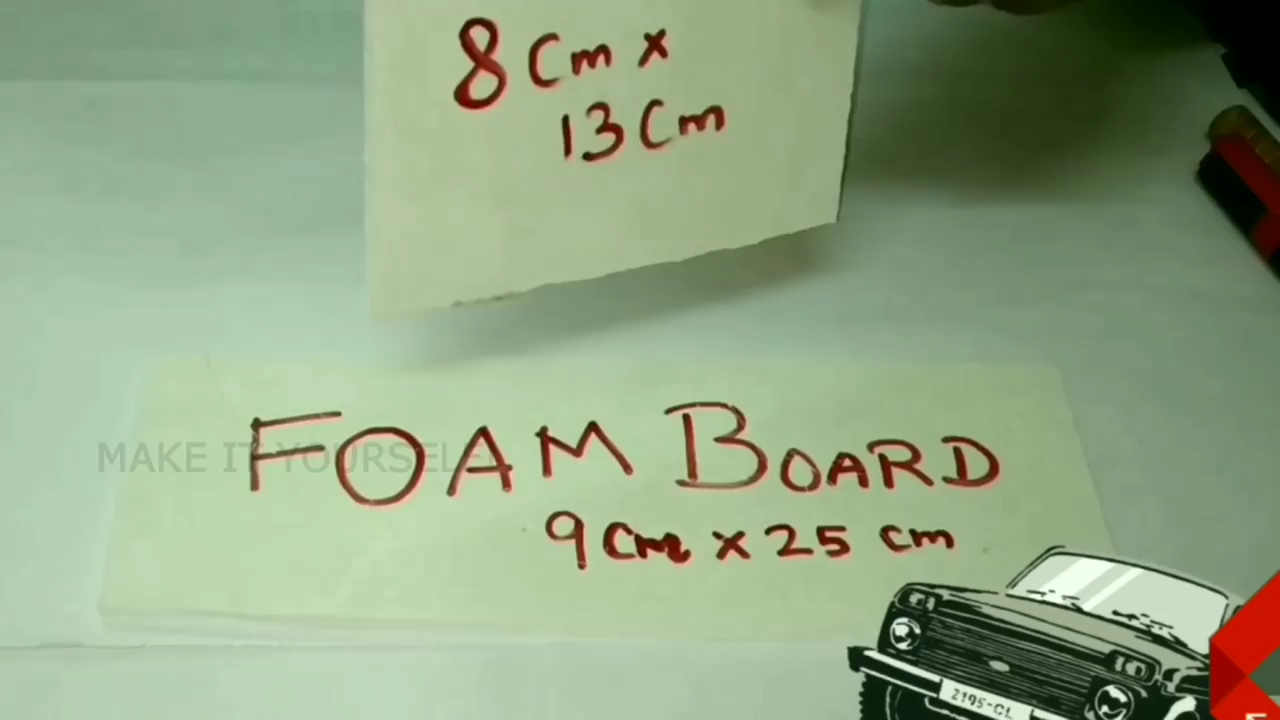 8 Cm x
13 Cm
FOAM BOARD
MAKE IT YOURSELF
9 Cm x 25 cm
2195-CL